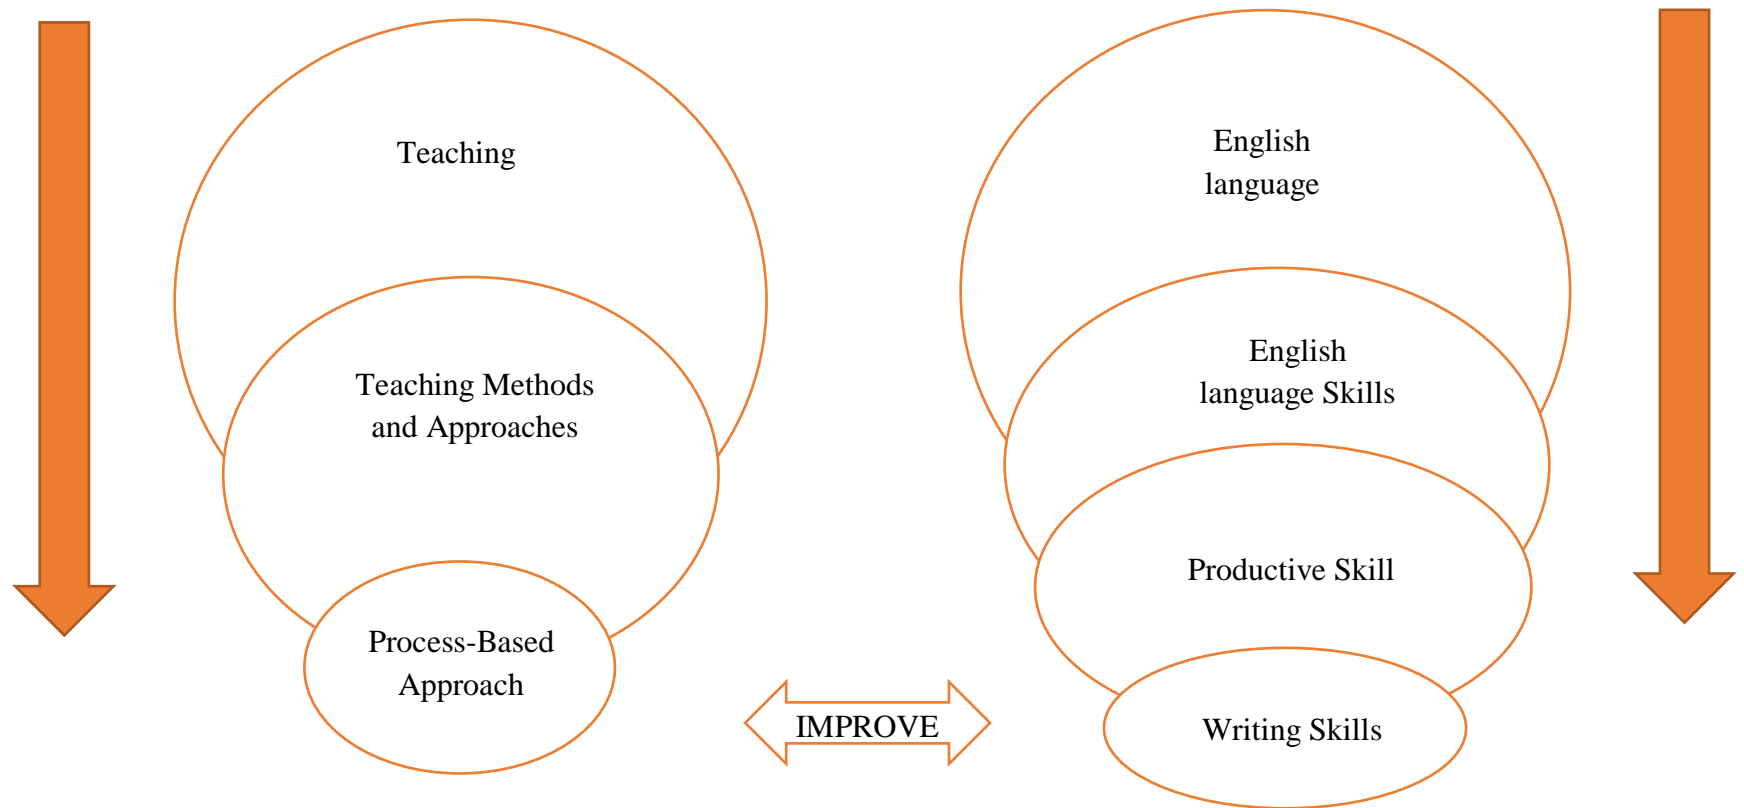 Teaching
Teaching Methods
and Approaches
Process-Based
Approach
IMPROVE
English
language
English
language Skills
Productive Skill
Writing Skills